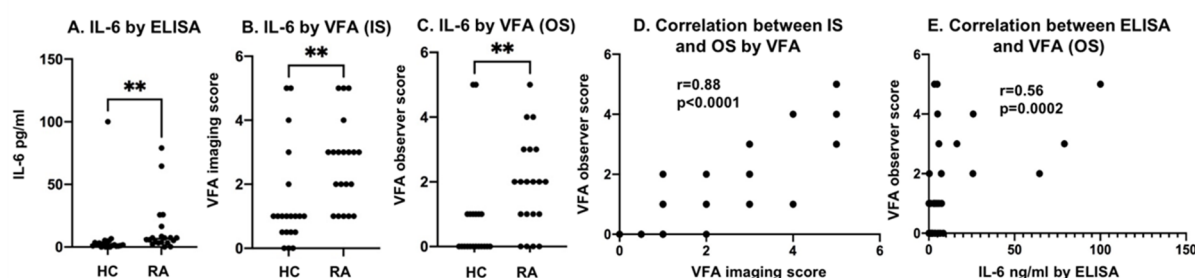 A. IL-6 by ELISA
150
100
50
0
IL-6 pg/ml
**
HC RA
B. IL-6 by VFA (IS)
6
4
2
0
VFA imaging score
**
HC RA
C. IL-6 by VFA (OS)
6
4
2
0
VFA observer score
**
HC RA
D. Correlation between IS
and OS by VFA
6
4
2
0
VFA observer score
r=0.88
p<0.0001
0 2 4 6
VFA imaging score
E. Correlation between ELISA
and VFA (OS)
6
4
2
0
VFA observer score
r=0.56
p=0.0002
0 50 100 150
IL-6 ng/ml by ELISA